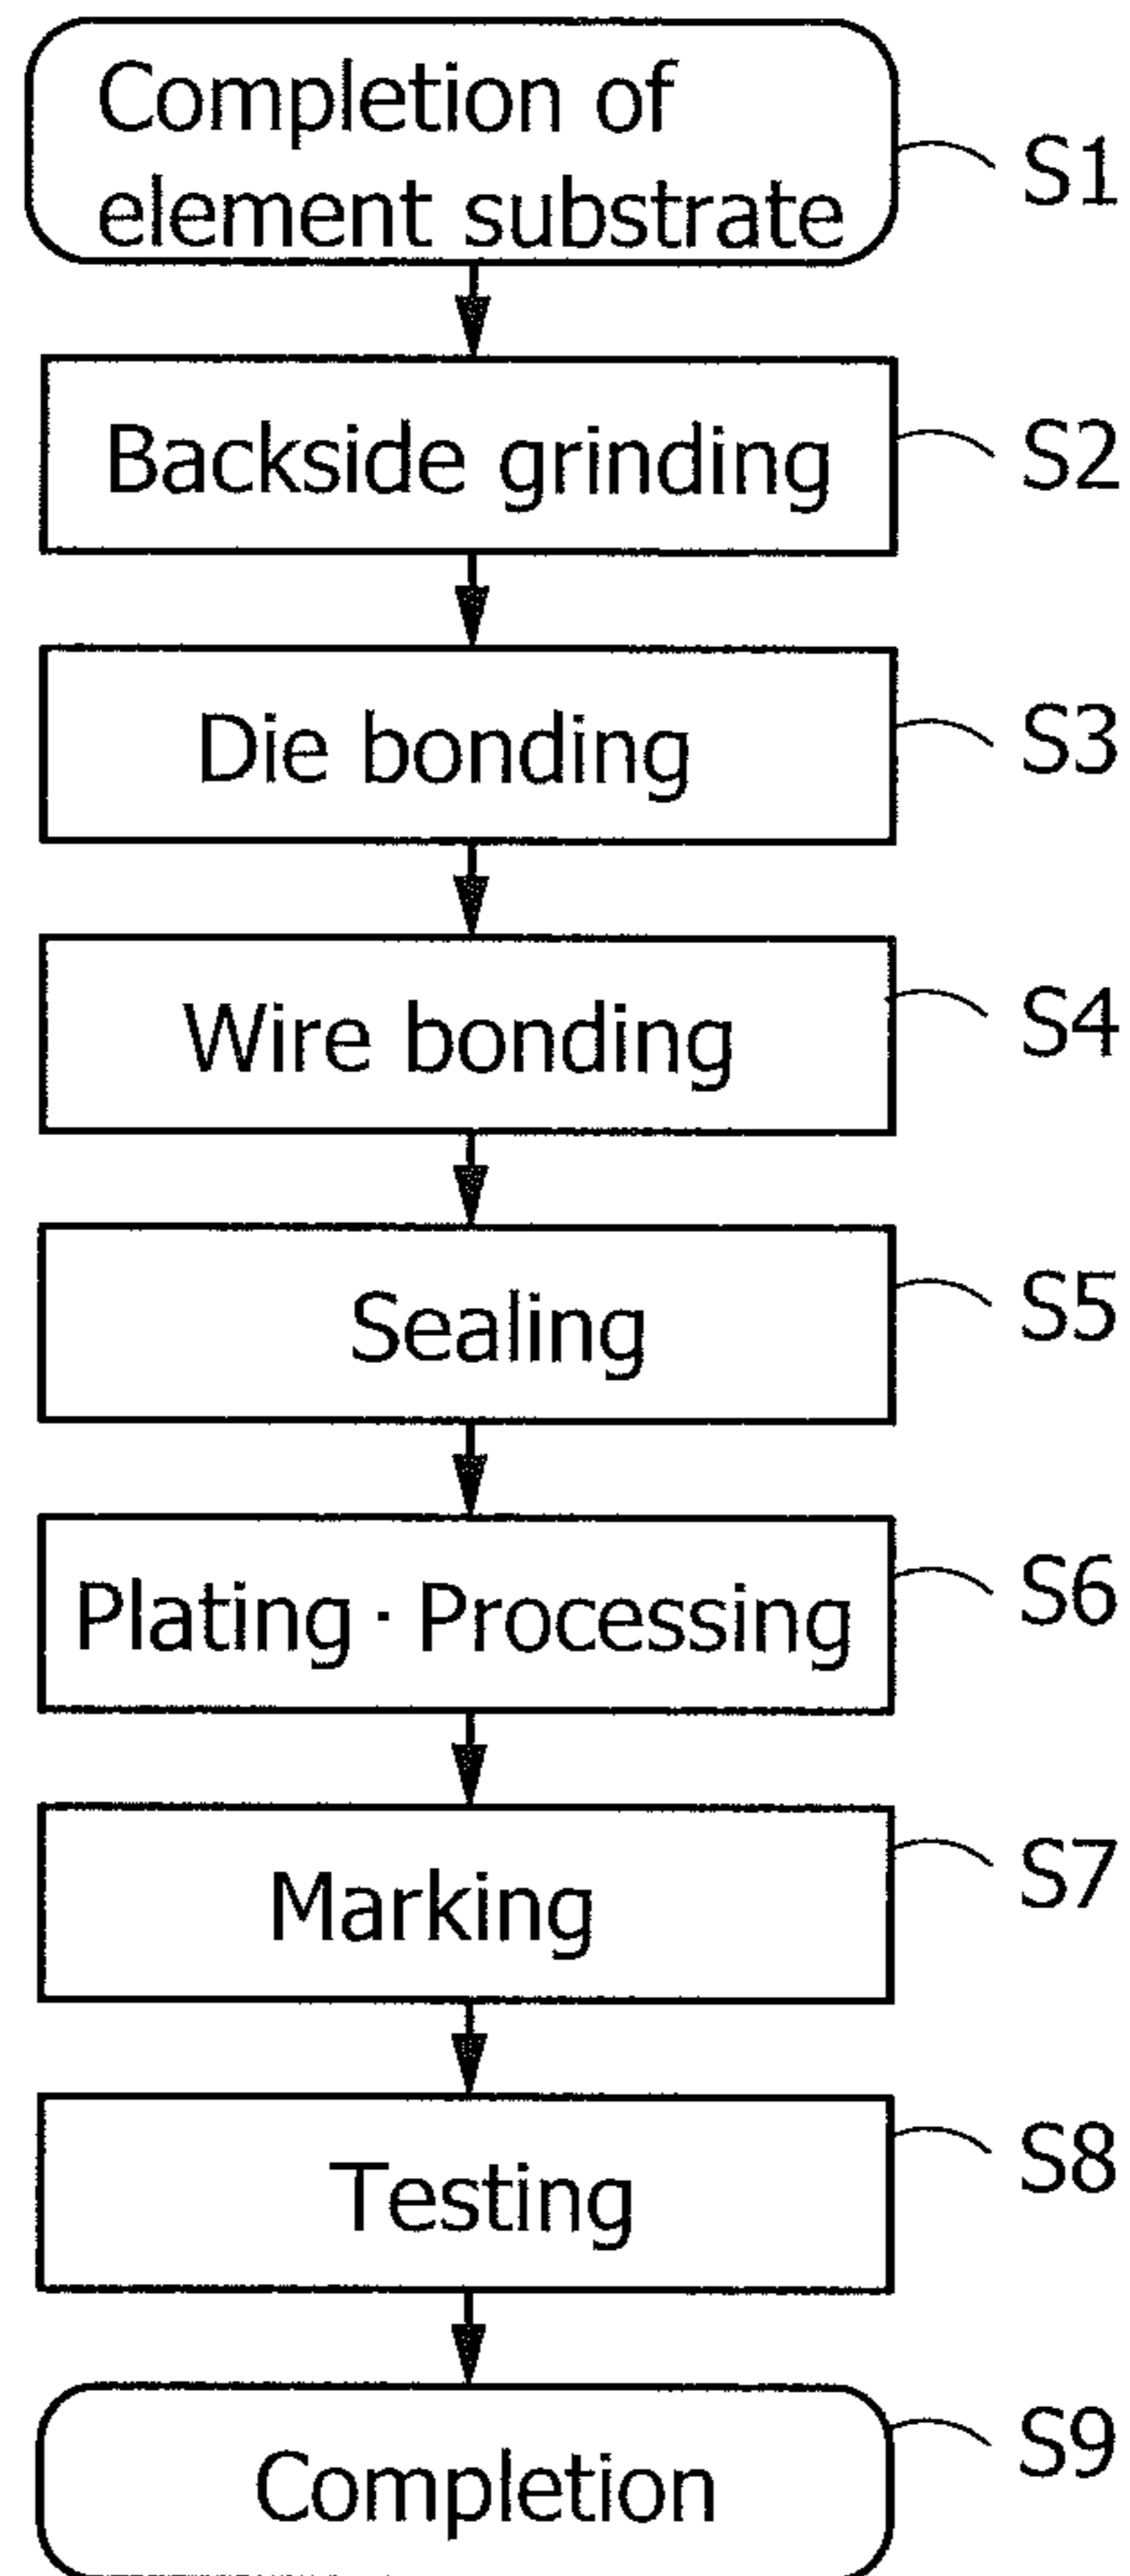 Completion of
element substrate
S1
Backside grinding
S2
Die bonding
S3
Wire bonding
S4
Sealing
S5
Plating · Processing
S6
Marking
S7
Testing
S8
Completion
S9